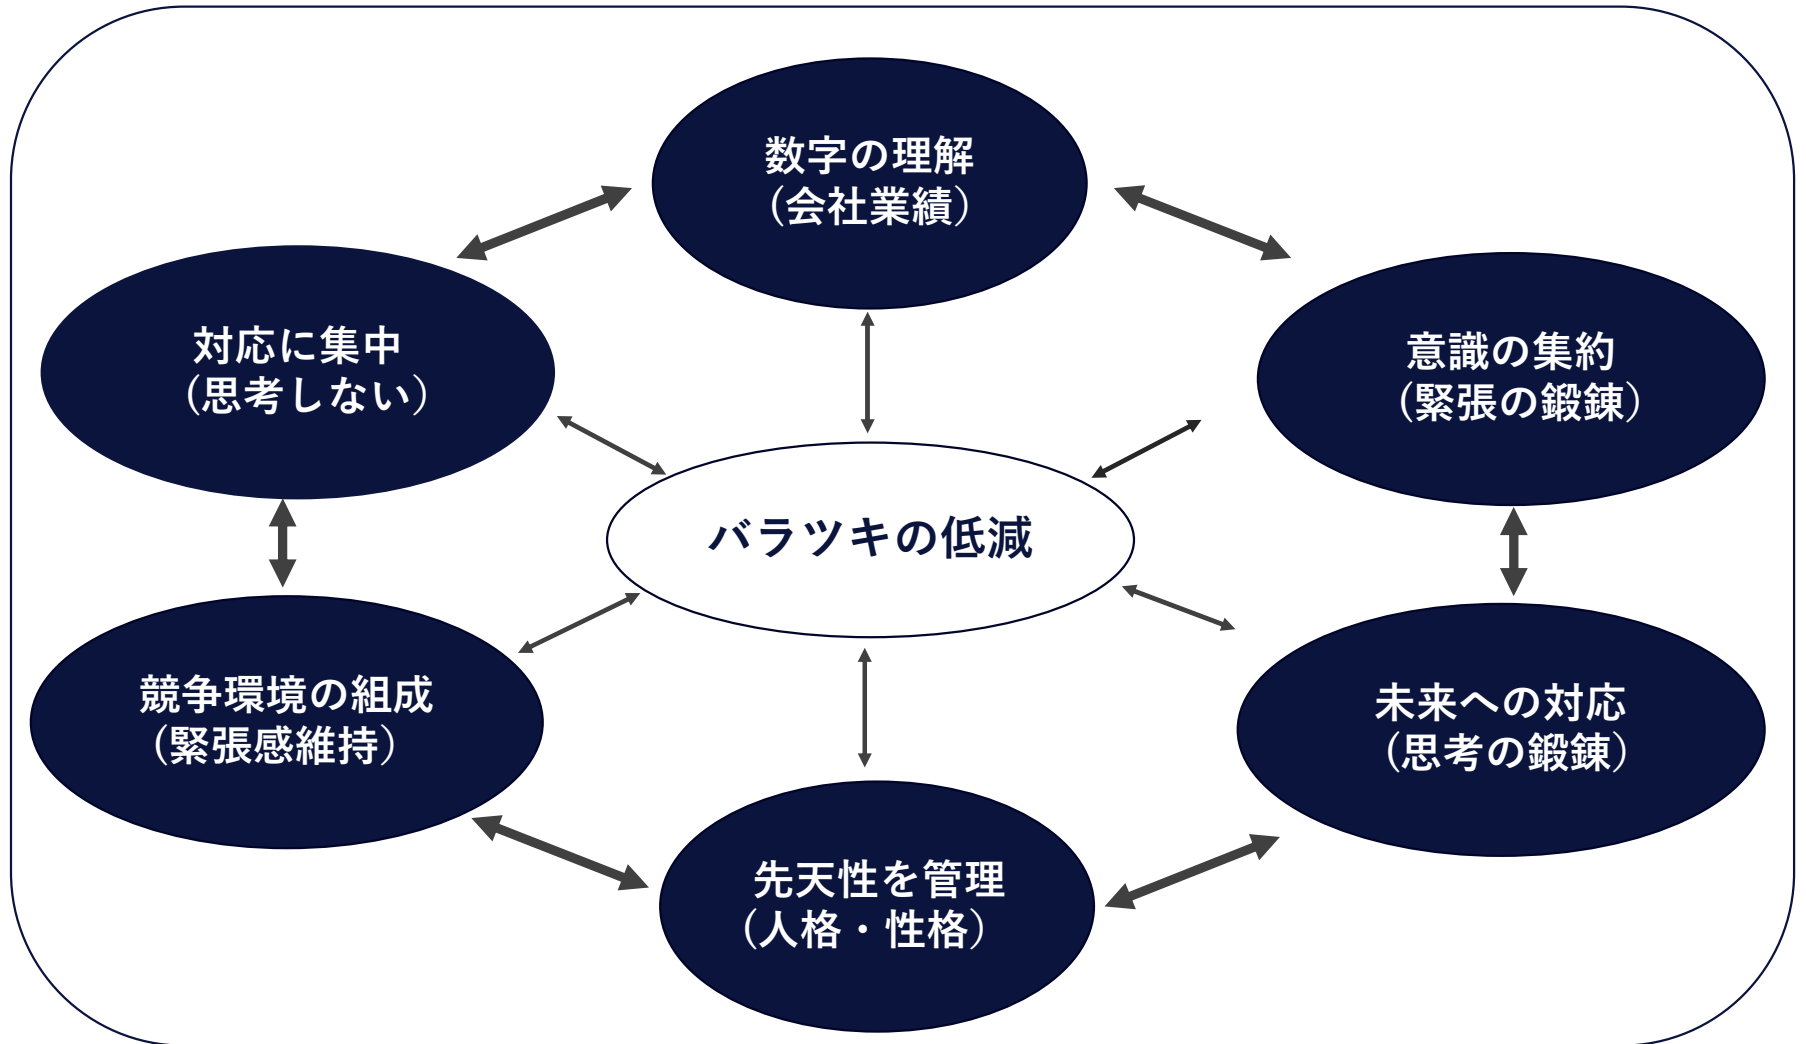 数字の理解
（会社業績）
対応に集中
（思考しない）
意識の集約
（緊張の鍛錬）
バラツキの低減
競争環境の組成
（緊張感維持）
未来への対応
（思考の鍛錬）
先天性を管理
（人格・性格）